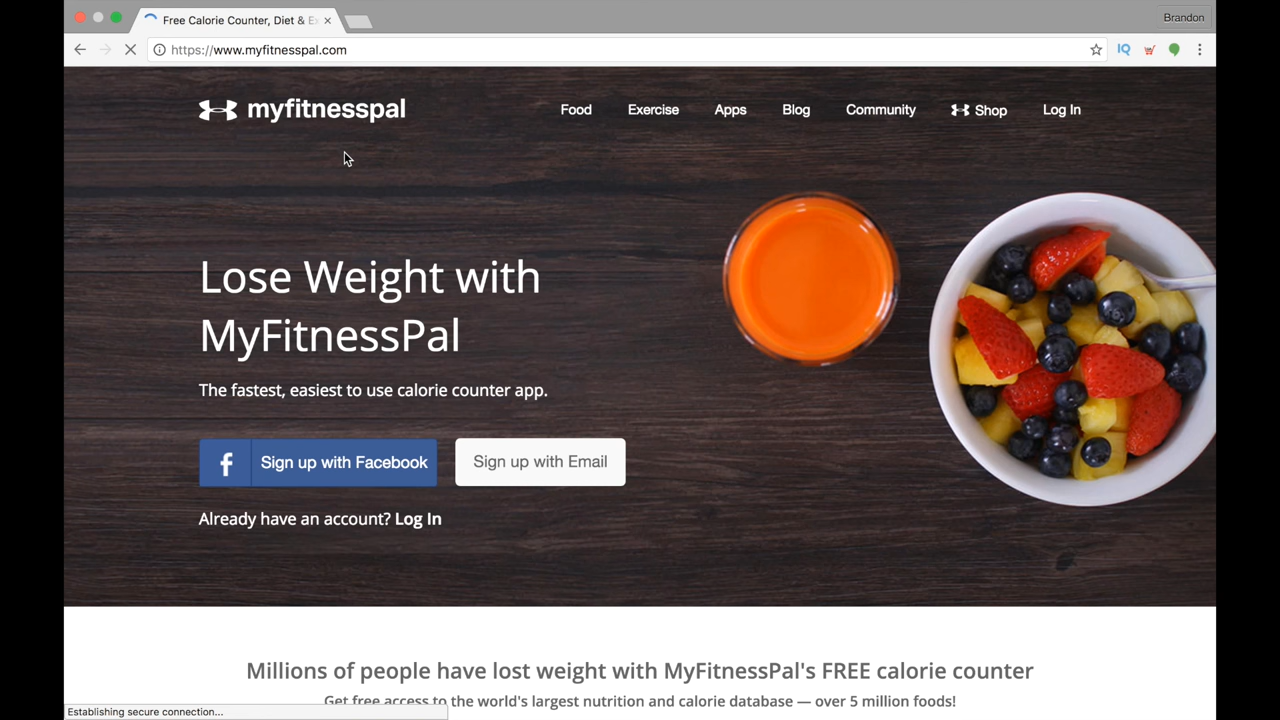 Free Calorie Counter, Diet & Ex
Brandon
https://www.myfitnesspal.com
IQ
myfitnesspal
Food
Exercise
Apps
Blog
Community
Shop
Log In
Lose Weight with
MyFitnessPal
The fastest, easiest to use calorie counter app.
f Sign up with Facebook
Sign up with Email
Already have an account? Log In
Millions of people have lost weight with MyFitnessPal's FREE calorie counter
Get free access to the world's largest nutrition and calorie database — over 5 million foods!
Establishing secure connection...